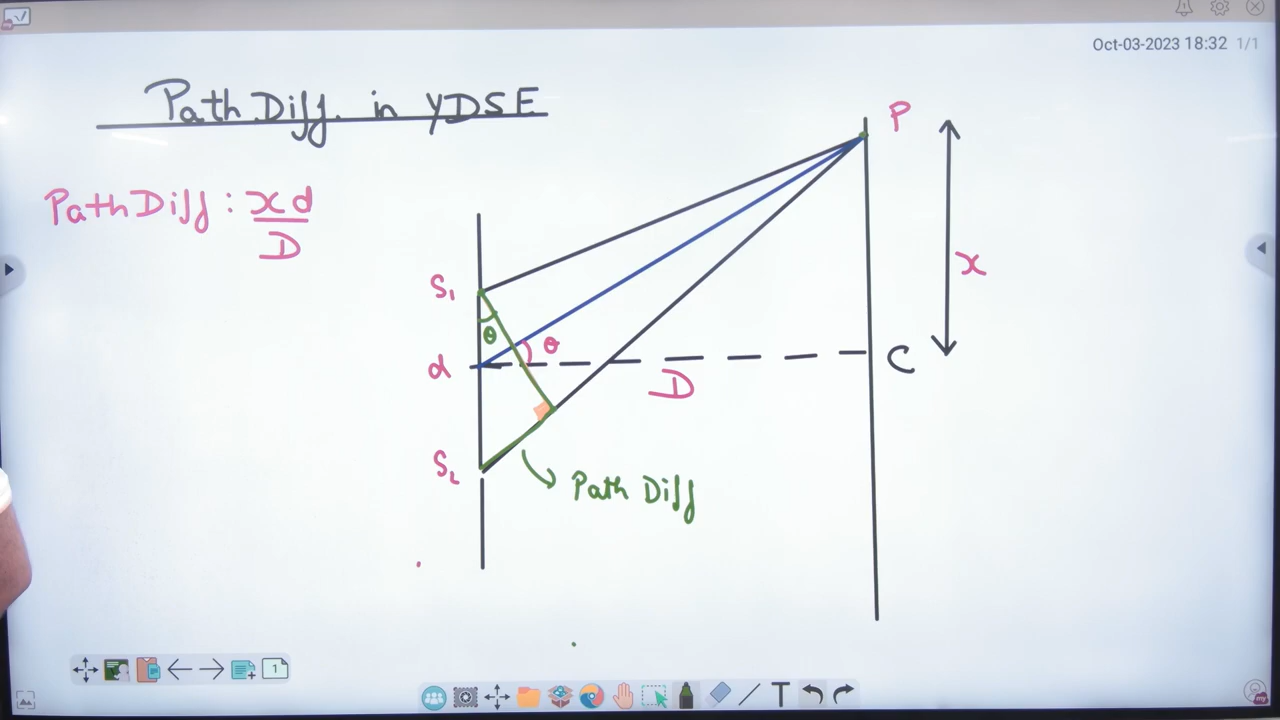 Oct-03-2023 18:32 1/1
Path Diff. in YDSE
P
Path Diff : xd
D
x
S1
θ
θ
d
D
C
S2
Path Diff
1
T